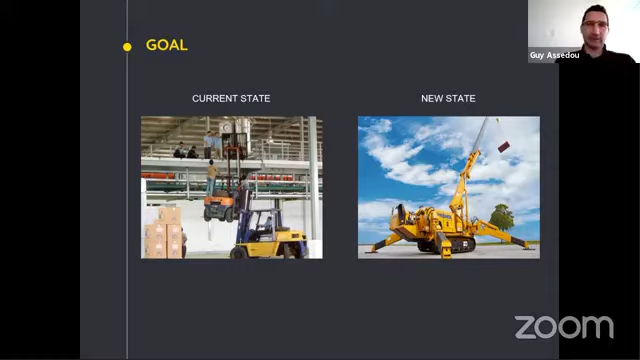 GOAL
Guy Assedou
CURRENT STATE
NEW STATE
zoom